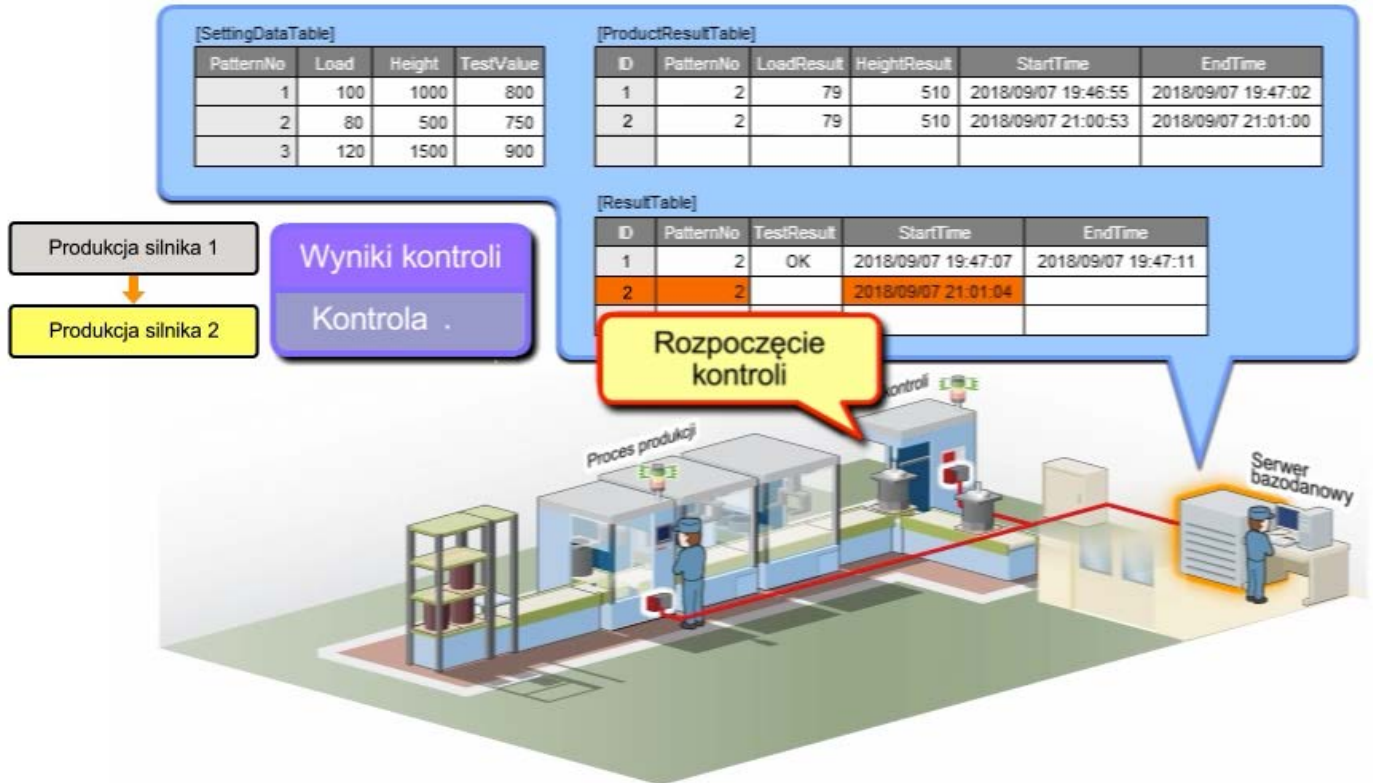 [SettingDataTable]
PatternNo Load Height TestValue
1 100 1000 800
2 80 500 750
3 120 1500 900
[ProductResultTable]
ID PatternNo LoadResult HeightResult StartTime EndTime
1 2 79 510 2018/09/07 19:46:55 2018/09/07 19:47:02
2 2 79 510 2018/09/07 21:00:53 2018/09/07 21:01:00
[ResultTable]
ID PatternNo TestResult StartTime EndTime
1 2 OK 2018/09/07 19:47:07 2018/09/07 19:47:11
2 2 2018/09/07 21:01:04
Produkcja silnika 1
Produkcja silnika 2
Wyniki kontroli
Kontrola .
Rozpoczęcie
kontroli
kontroli
Proces produkcji
Serwer
bazodanowy